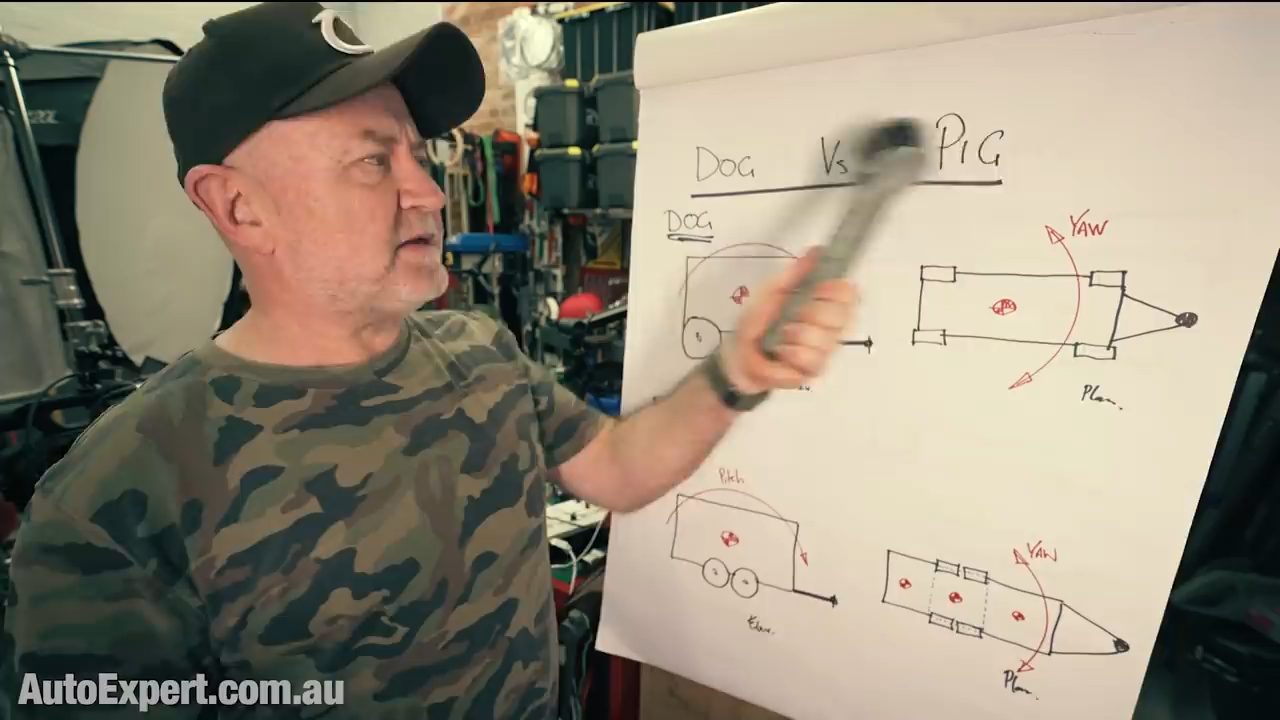 DOG Vs PIG
DOG
YAW
Plan.
Pitch
Elev.
YAW
Plan.
AutoExpert.com.au